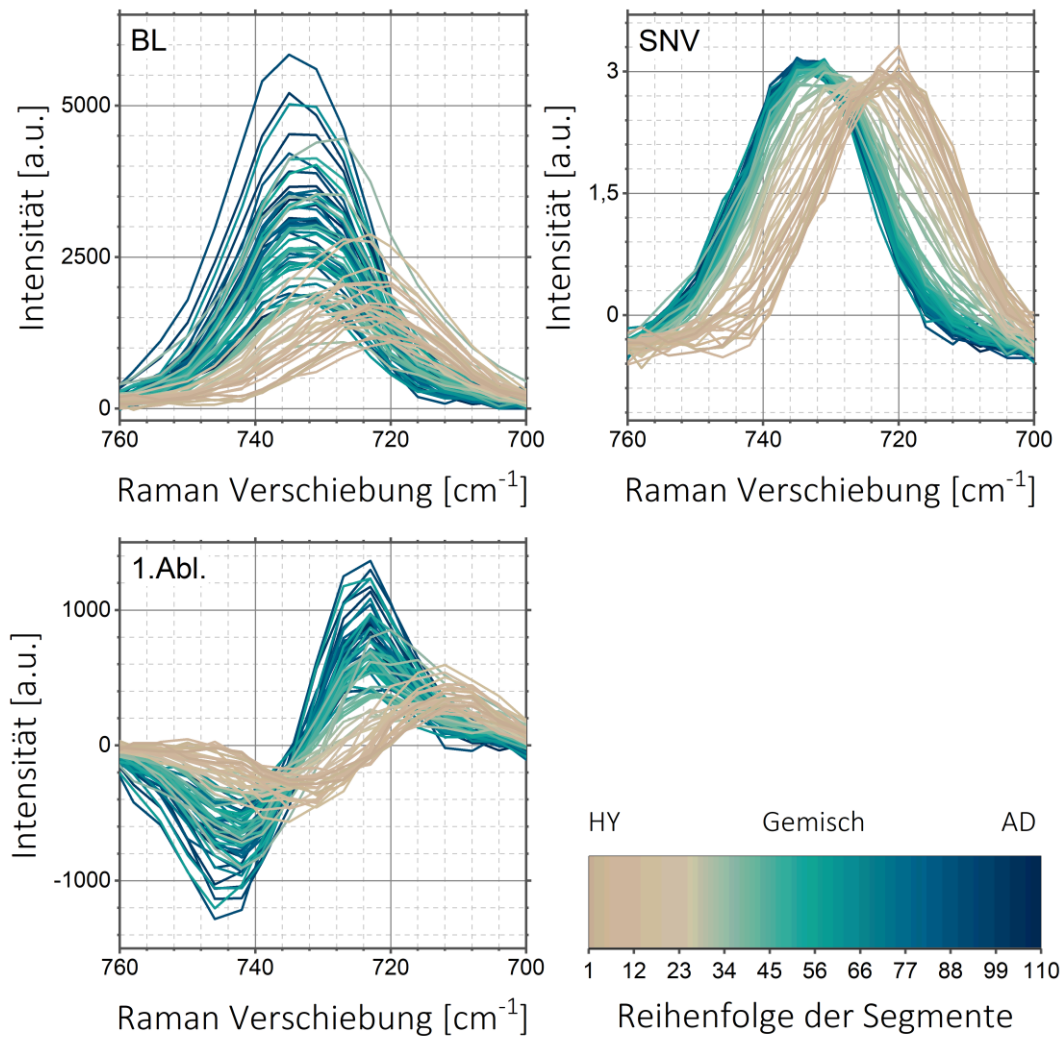 BL
Intensität [a.u.]
5000
2500
0
760 740 720 700
Raman Verschiebung [cm⁻¹]
SNV
Intensität [a.u.]
3
1,5
0
760 740 720 700
Raman Verschiebung [cm⁻¹]
1.Abl.
Intensität [a.u.]
1000
0
-1000
760 740 720 700
Raman Verschiebung [cm⁻¹]
HY Gemisch AD
1 12 23 34 45 56 66 77 88 99 110
Reihenfolge der Segmente